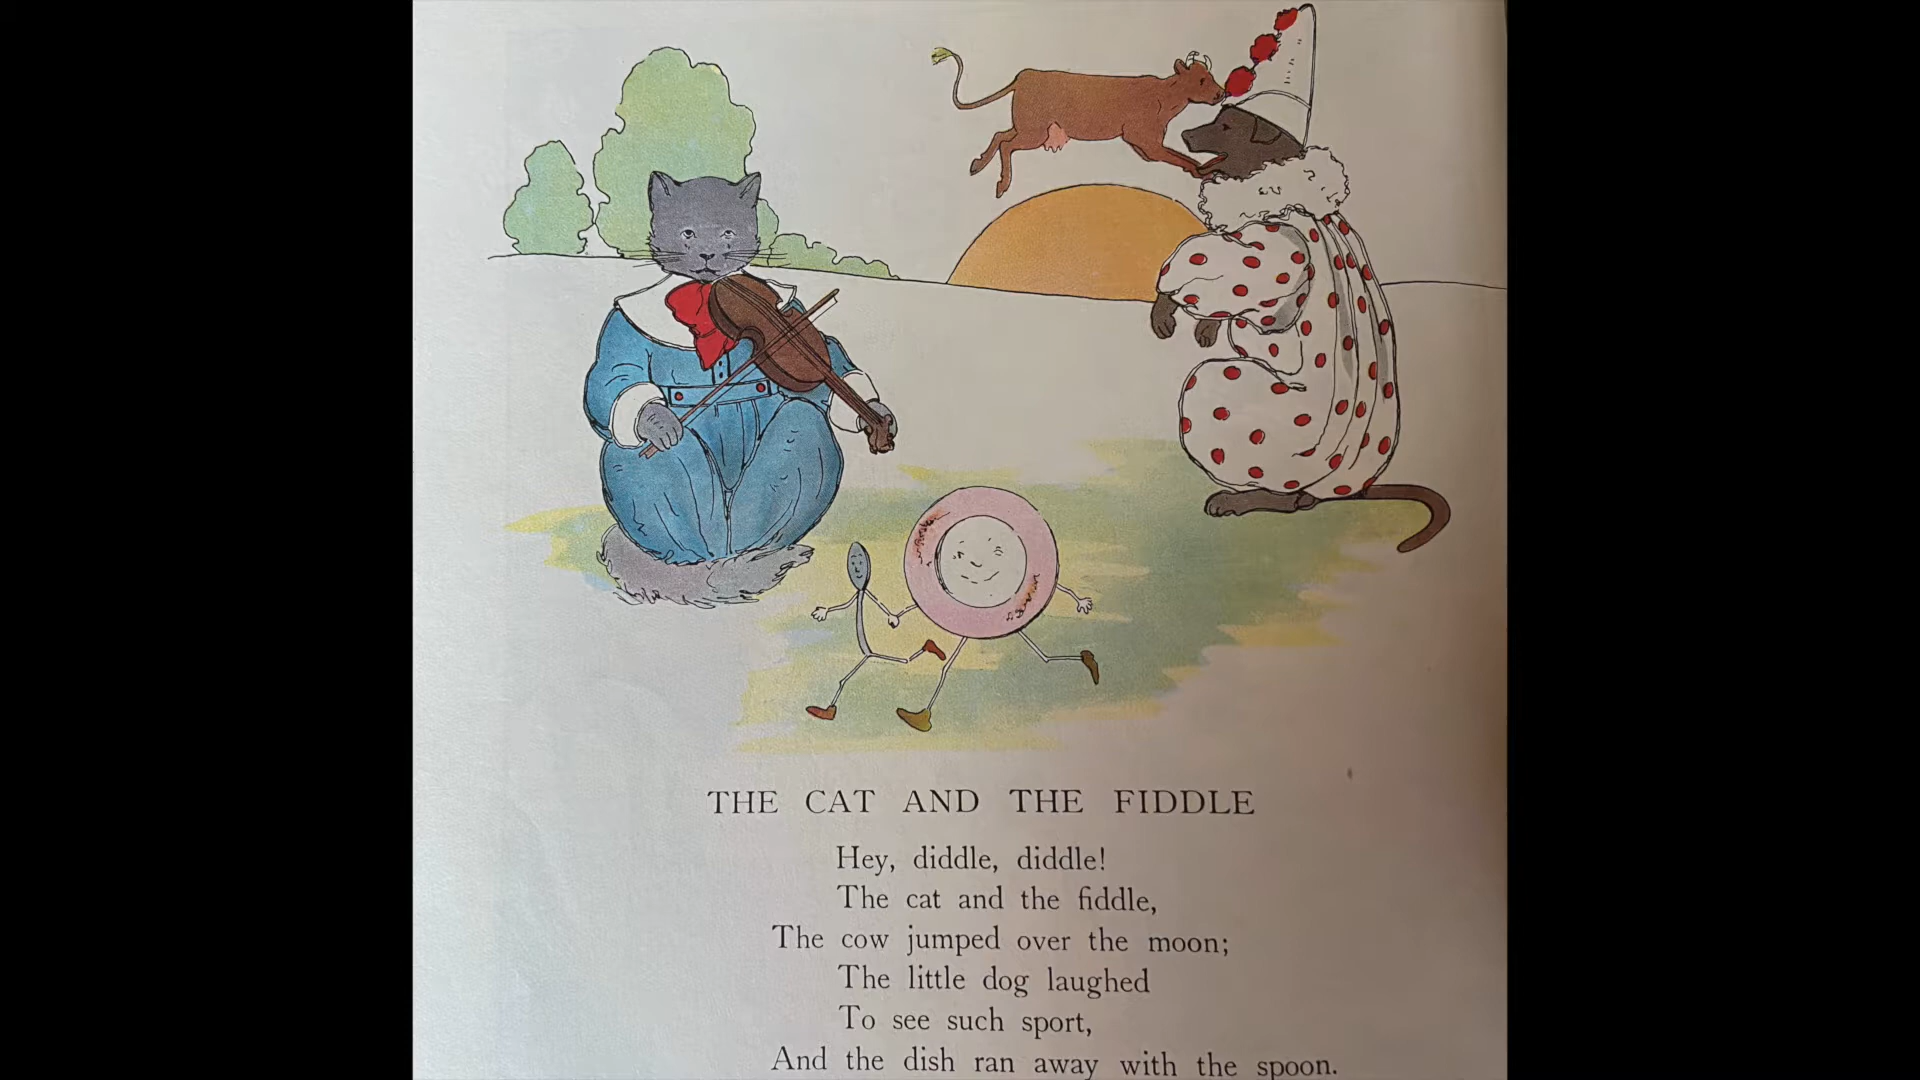 THE CAT AND THE FIDDLE
Hey, diddle, diddle!
The cat and the fiddle,
The cow jumped over the moon;
The little dog laughed
To see such sport,
And the dish ran away with the spoon.